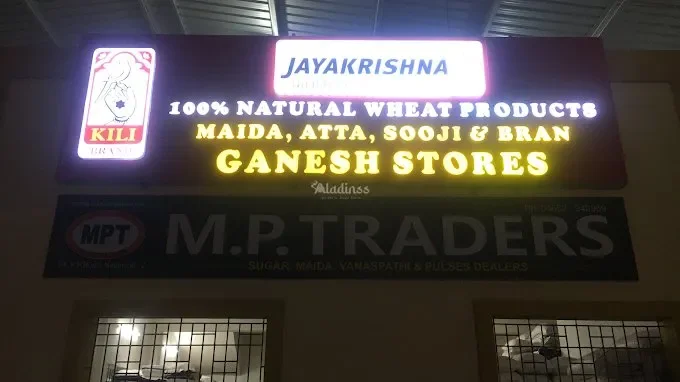 JAYAKRISHNA
KILI
BRAND
100% NATURAL WHEAT PRODUCTS
MAIDA, ATTA, SOOJI & BRAN
GANESH STORES
Aladinss
MPT
M.P. TRADERS
SUGAR, MAIDA, VANASPATHI & PULSES DEALERS